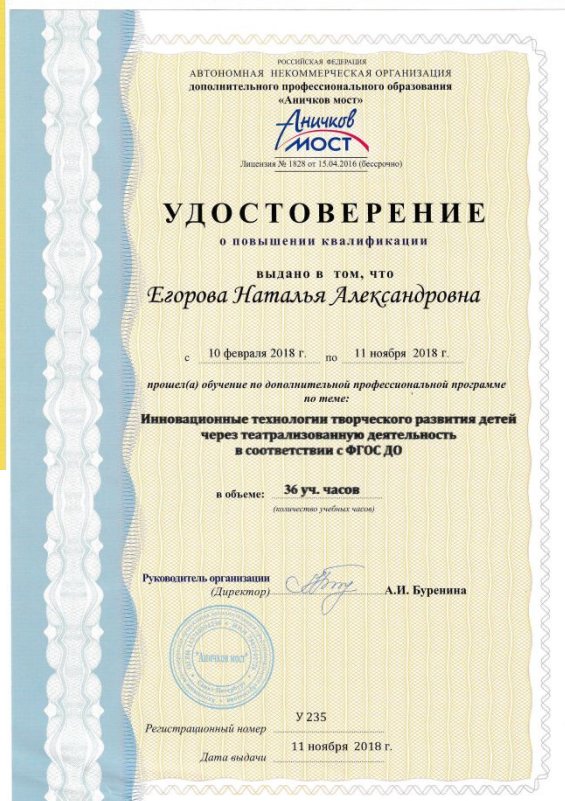 РОССИЙСКАЯ ФЕДЕРАЦИЯ
АВТОНОМНАЯ НЕКОММЕРЧЕСКАЯ ОРГАНИЗАЦИЯ
дополнительного профессионального образования
«Аничков мост»
Аничков
МОСТ
Лицензия № 1828 от 15.04.2016 (бессрочно)
УДОСТОВЕРЕНИЕ
о повышении квалификации
выдано в том, что
Егорова Наталья Александровна
с 10 февраля 2018 г. по 11 ноября 2018 г.
прошел(а) обучение по дополнительной профессиональной программе
по теме:
Инновационные технологии творческого развития детей
через театрализованную деятельность
в соответствии с ФГОС ДО
в объеме: 36 уч. часов
(количество учебных часов)
Руководитель организации
(Директор) А.И. Буренина
"Аничков мост"
Санкт-Петербург
Регистрационный номер У 235
Дата выдачи 11 ноября 2018 г.